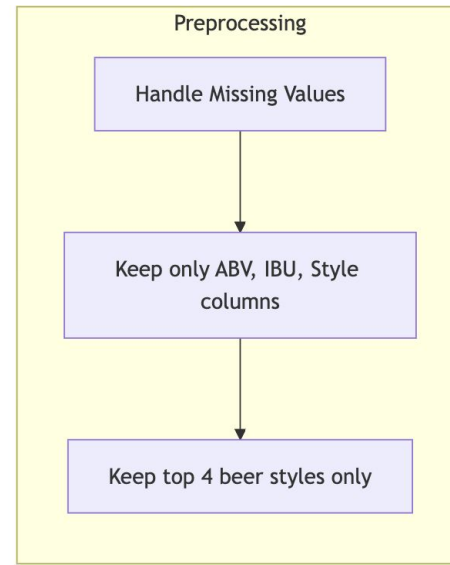 Preprocessing
Handle Missing Values
Keep only ABV, IBU, Style
columns
Keep top 4 beer styles only